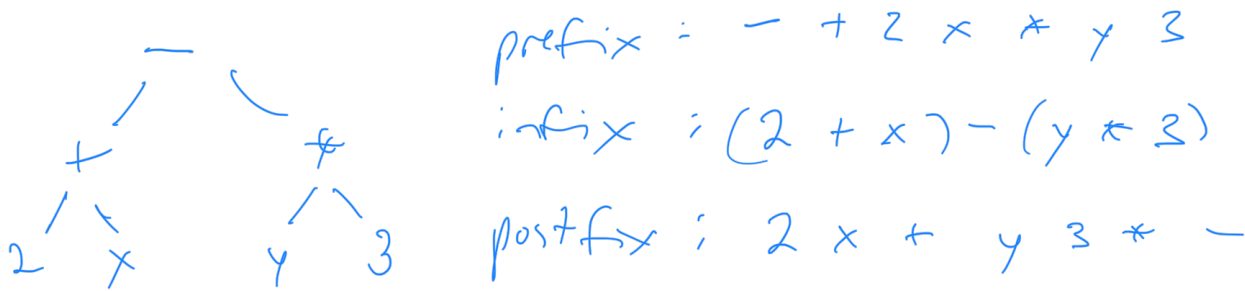 −
+ *
2 x y 3
prefix : − + 2 x * y 3
infix : (2 + x) − (y * 3)
postfix : 2 x + y 3 * −